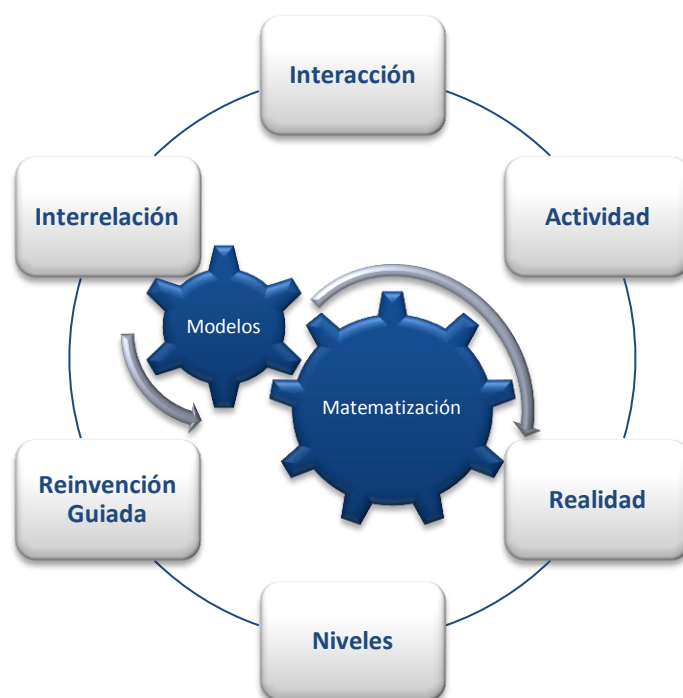 Interacción
Interrelación
Actividad
Modelos
Matematización
Reinvención
Guiada
Realidad
Niveles